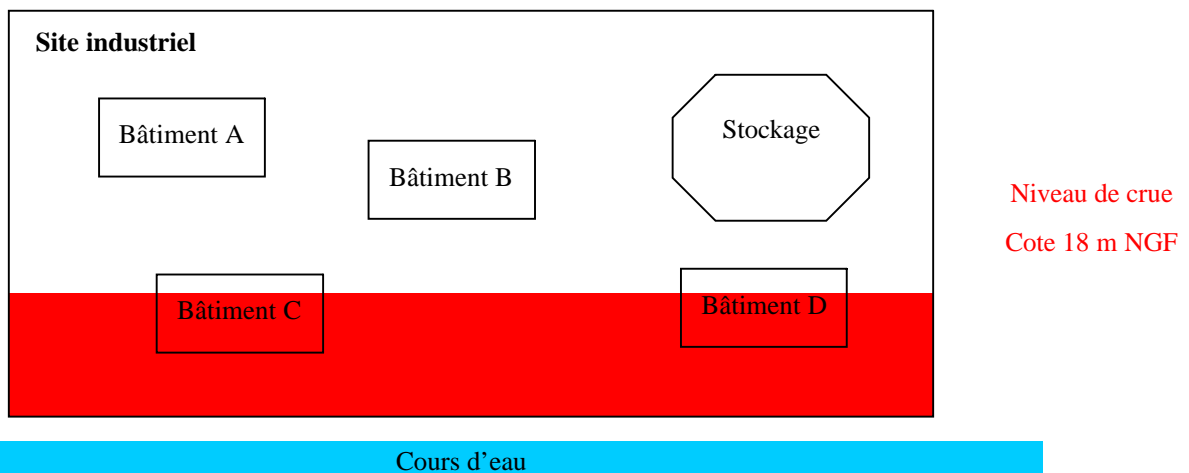 Site industriel
Bâtiment A
Stockage
Bâtiment B
Niveau de crue
Cote 18 m NGF
Bâtiment C
Bâtiment D
Cours d’eau